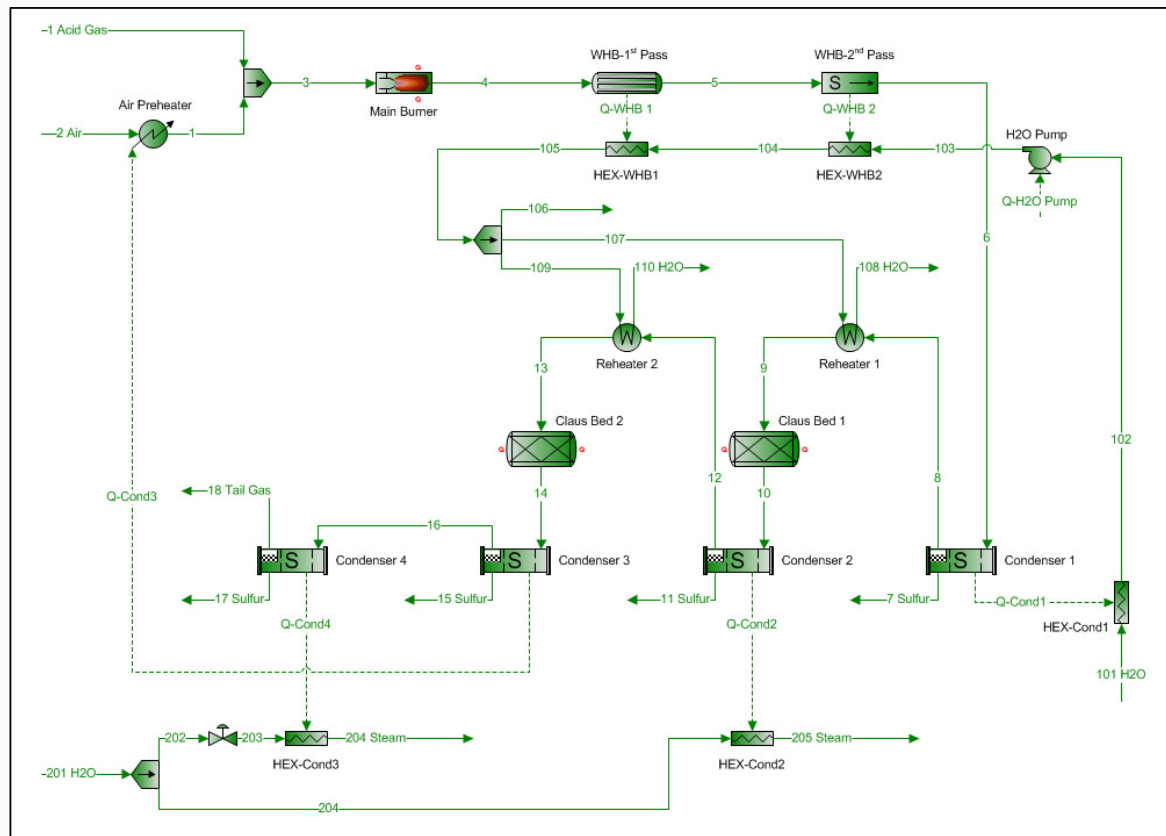 1 Acid Gas
WHB-1st Pass
WHB-2nd Pass
3
4
5
S
Main Burner
Air Preheater
2 Air
1
Q-WHB 1
Q-WHB 2
H2O Pump
105
104
103
HEX-WHB1
HEX-WHB2
Q-H2O Pump
106
107
6
109
110 H2O
108 H2O
W
W
Reheater 2
Reheater 1
13
9
Claus Bed 2
Claus Bed 1
Q
Q
Q
Q
102
Q-Cond3
14
12
10
8
18 Tail Gas
16
S
Condenser 4
S
Condenser 3
S
Condenser 2
S
Condenser 1
17 Sulfur
15 Sulfur
11 Sulfur
7 Sulfur
Q-Cond1
Q-Cond4
Q-Cond2
HEX-Cond1
101 H2O
202
203
204 Steam
205 Steam
HEX-Cond3
HEX-Cond2
201 H2O
204